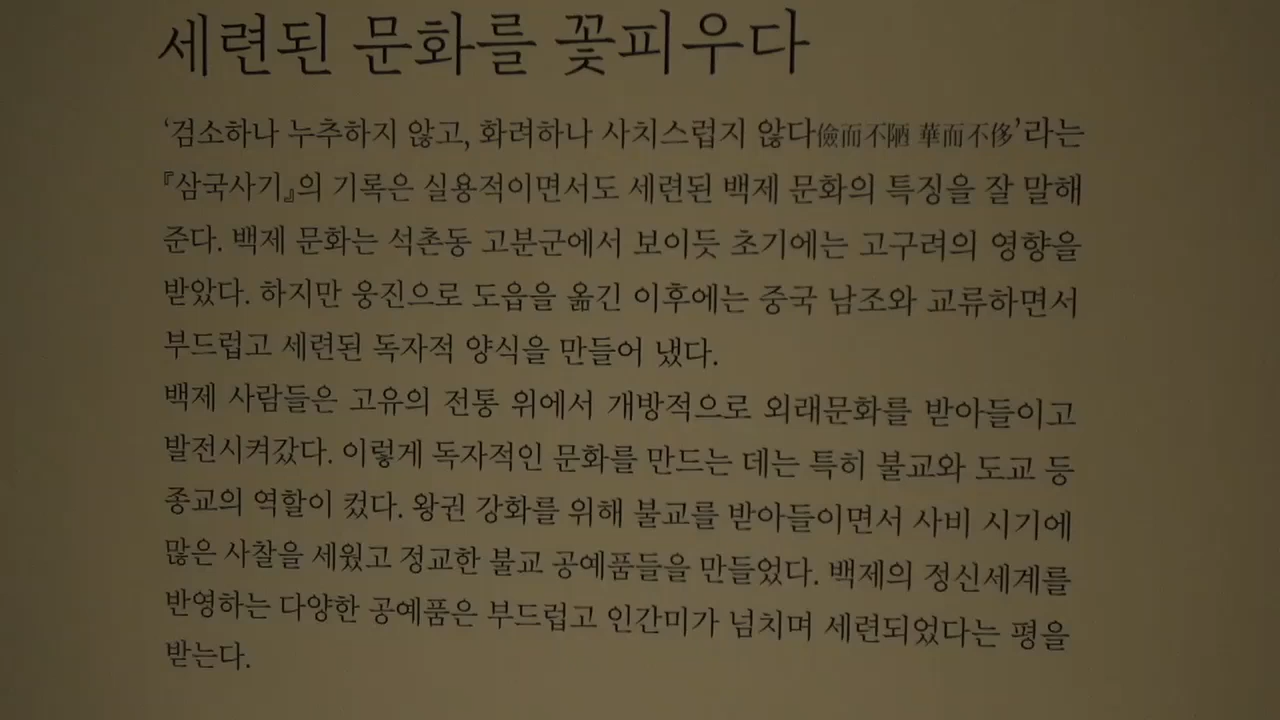 세련된 문화를 꽃피우다
‘검소하나 누추하지 않고, 화려하나 사치스럽지 않다儉而不陋 華而不侈’라는
『삼국사기』의 기록은 실용적이면서도 세련된 백제 문화의 특징을 잘 말해
준다. 백제 문화는 석촌동 고분군에서 보이듯 초기에는 고구려의 영향을
받았다. 하지만 웅진으로 도읍을 옮긴 이후에는 중국 남조와 교류하면서
부드럽고 세련된 독자적 양식을 만들어 냈다.
백제 사람들은 고유의 전통 위에서 개방적으로 외래문화를 받아들이고
발전시켜갔다. 이렇게 독자적인 문화를 만드는 데는 특히 불교와 도교 등
종교의 역할이 컸다. 왕권 강화를 위해 불교를 받아들이면서 사비 시기에
많은 사찰을 세웠고 정교한 불교 공예품들을 만들었다. 백제의 정신세계를
반영하는 다양한 공예품은 부드럽고 인간미가 넘치며 세련되었다는 평을
받는다.